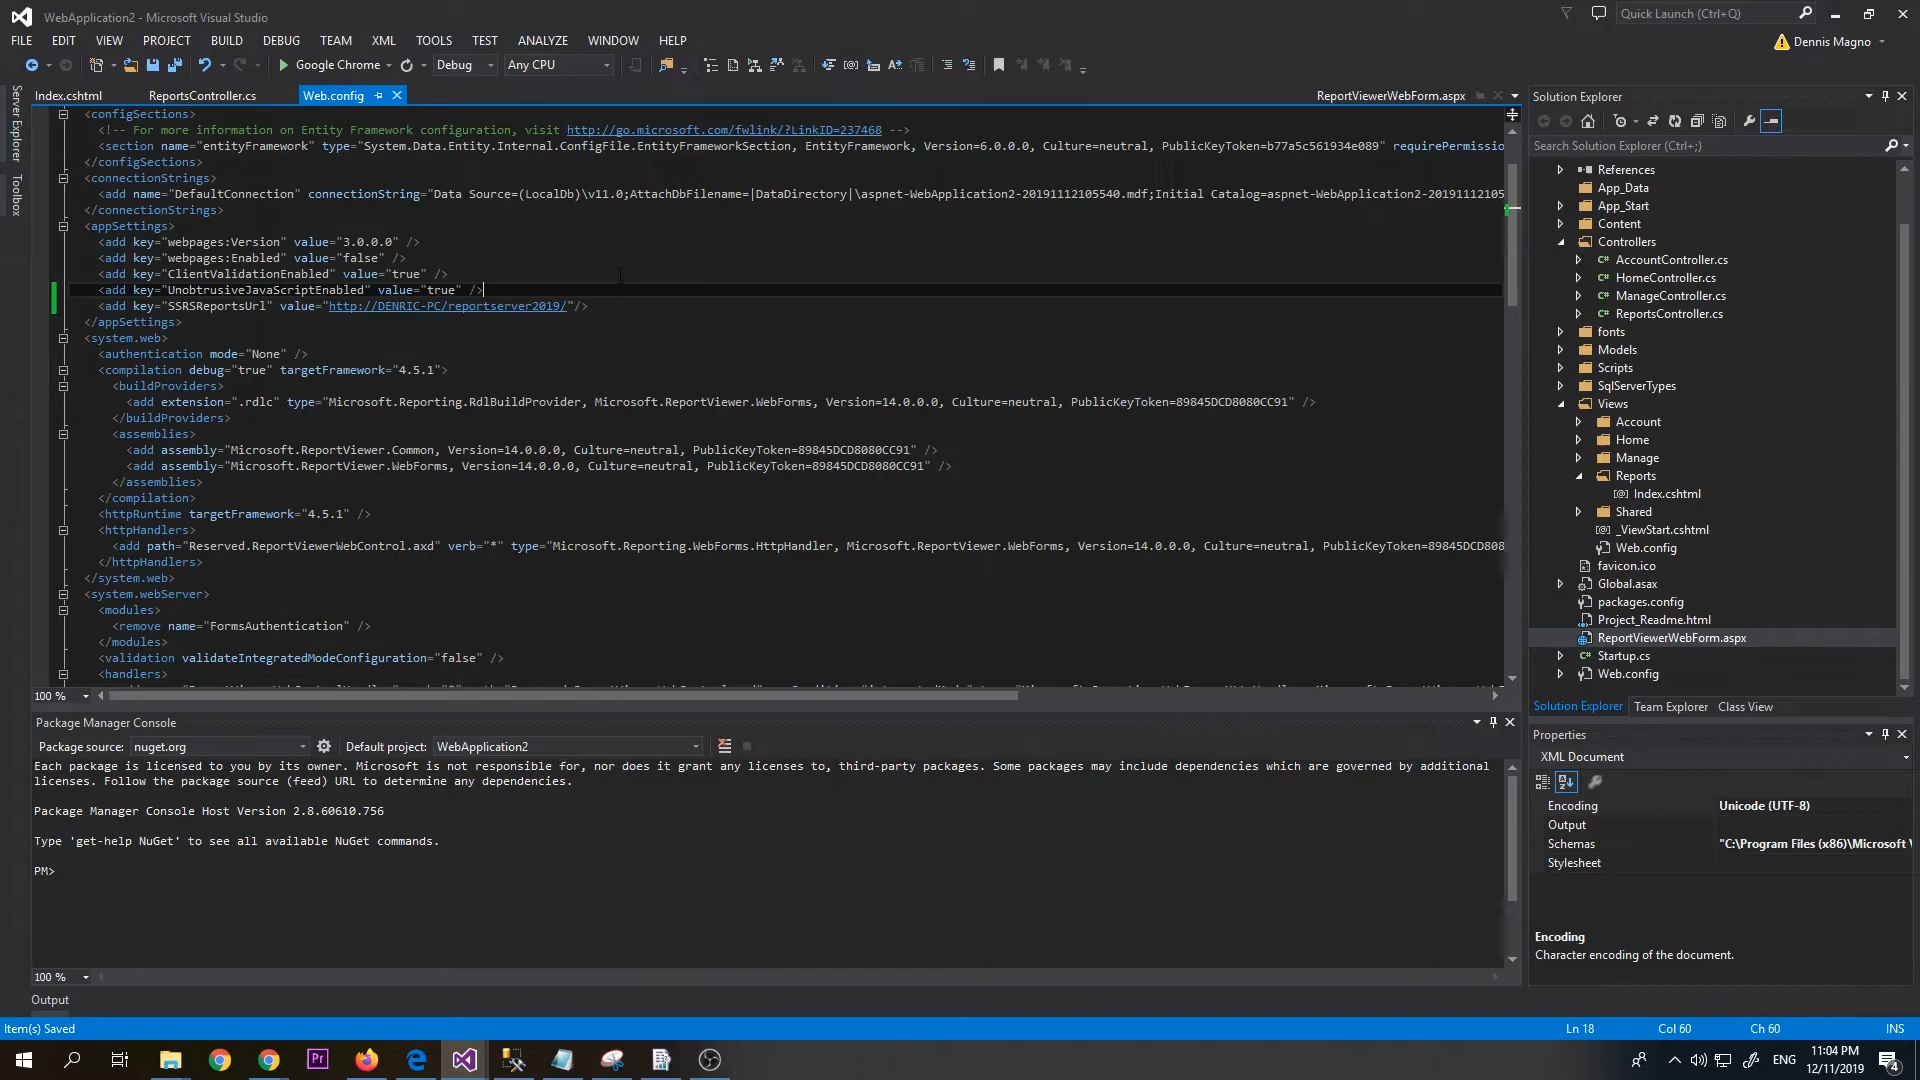 WebApplication2 - Microsoft Visual Studio
Quick Launch (Ctrl+;)
FILE EDIT VIEW PROJECT BUILD DEBUG TEAM XML TOOLS TEST ANALYZE WINDOW HELP
Dennis Magno
Google Chrome Debug Any CPU
Server Explorer
Toolbox
Index.cshtml ReportsController.cs Web.config ReportViewerWebForm.aspx
<configSections>
<!-- For more information on Entity Framework configuration, visit http://go.microsoft.com/fwlink/?LinkID=237468 -->
<section name="entityFramework" type="System.Data.Entity.Internal.ConfigFile.EntityFrameworkSection, EntityFramework, Version=6.0.0.0, Culture=neutral, PublicKeyToken=b77a5c561934e089" requirePermissio
</configSections>
<connectionStrings>
<add name="DefaultConnection" connectionString="Data Source=(LocalDb)\v11.0;AttachDbFilename=|DataDirectory|\aspnet-WebApplication2-20191112105540.mdf;Initial Catalog=aspnet-WebApplication2-20191112105
</connectionStrings>
<appSettings>
<add key="webpages:Version" value="3.0.0.0" />
<add key="webpages:Enabled" value="false" />
<add key="ClientValidationEnabled" value="true" />
<add key="UnobtrusiveJavaScriptEnabled" value="true" />
<add key="SSRSReportsUrl" value="http://DENRIC-PC/reportserver2019/"/>
</appSettings>
<system.web>
<authentication mode="None" />
<compilation debug="true" targetFramework="4.5.1">
<buildProviders>
<add extension=".rdlc" type="Microsoft.Reporting.RdlBuildProvider, Microsoft.ReportViewer.WebForms, Version=14.0.0.0, Culture=neutral, PublicKeyToken=89845DCD8080CC91" />
</buildProviders>
<assemblies>
<add assembly="Microsoft.ReportViewer.Common, Version=14.0.0.0, Culture=neutral, PublicKeyToken=89845DCD8080CC91" />
<add assembly="Microsoft.ReportViewer.WebForms, Version=14.0.0.0, Culture=neutral, PublicKeyToken=89845DCD8080CC91" />
</assemblies>
</compilation>
<httpRuntime targetFramework="4.5.1" />
<httpHandlers>
<add path="Reserved.ReportViewerWebControl.axd" verb="*" type="Microsoft.Reporting.WebForms.HttpHandler, Microsoft.ReportViewer.WebForms, Version=14.0.0.0, Culture=neutral, PublicKeyToken=89845DCD808
</httpHandlers>
</system.web>
<system.webServer>
<modules>
<remove name="FormsAuthentication" />
</modules>
<validation validateIntegratedModeConfiguration="false" />
<handlers>
100 %
Package Manager Console
Package source: nuget.org Default project: WebApplication2
Each package is licensed to you by its owner. Microsoft is not responsible for, nor does it grant any licenses to, third-party packages. Some packages may include dependencies which are governed by additional
licenses. Follow the package source (feed) URL to determine any dependencies.
Package Manager Console Host Version 2.8.60610.756
Type 'get-help NuGet' to see all available NuGet commands.
PM>
100 %
Output
Solution Explorer
Search Solution Explorer (Ctrl+;)
References
App_Data
App_Start
Content
Controllers
AccountController.cs
HomeController.cs
ManageController.cs
ReportsController.cs
fonts
Models
Scripts
SqlServerTypes
Views
Account
Home
Manage
Reports
Index.cshtml
Shared
_ViewStart.cshtml
Web.config
favicon.ico
Global.asax
packages.config
Project_Readme.html
ReportViewerWebForm.aspx
Startup.cs
Web.config
Solution Explorer Team Explorer Class View
Properties
XML Document
Encoding Unicode (UTF-8)
Output
Schemas "C:\Program Files (x86)\Microsoft V
Stylesheet
Encoding
Character encoding of the document.
Item(s) Saved Ln 18 Col 60 Ch 60 INS
Pr
ENG
11:04 PM
12/11/2019
4